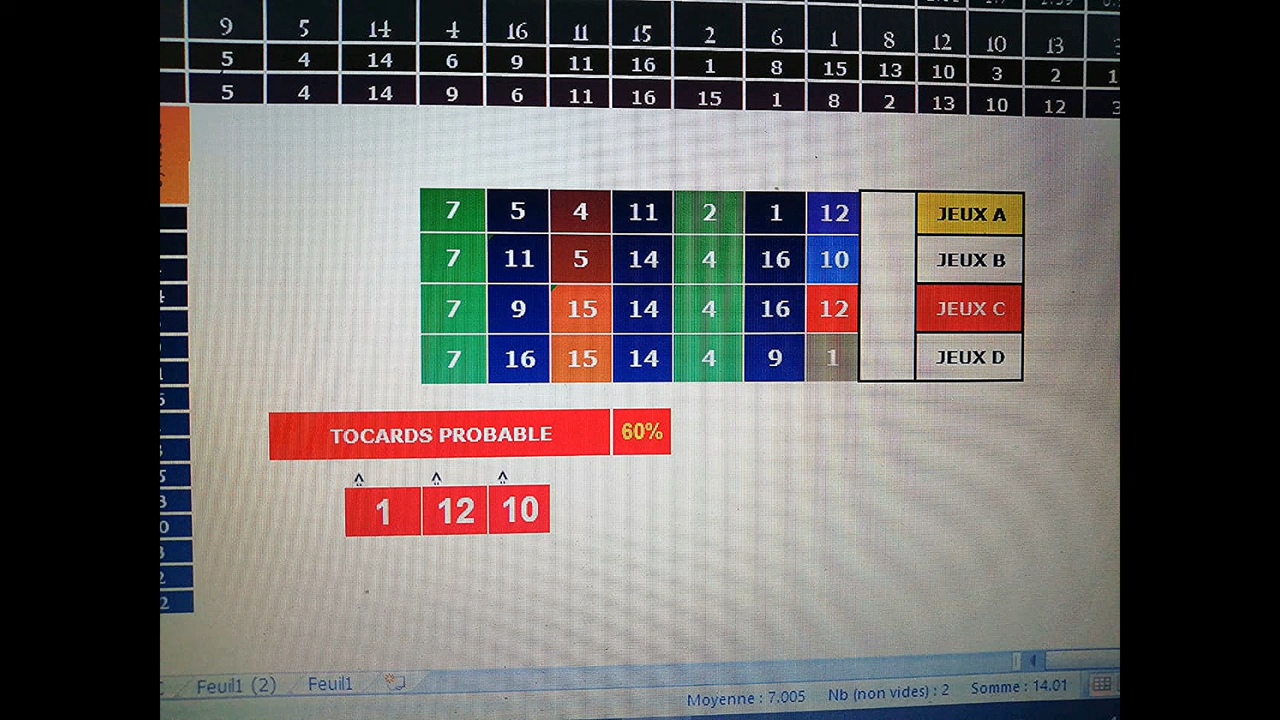 9 5 14 4 16 11 15 2 6 1 8 12 10 13
5 4 14 6 9 11 16 1 8 15 13 10 3 2 1
5 4 14 9 6 11 16 15 1 8 2 13 10 12 3
7 5 4 11 2 1 12 JEUX A
7 11 5 14 4 16 10 JEUX B
7 9 15 14 4 16 12 JEUX C
7 16 15 14 4 9 1 JEUX D
TOCARDS PROBABLE 60%
^ ^ ^
1 12 10
Feuil1 (2) Feuil1
Moyenne : 7.005 Nb (non vides) : 2 Somme : 14.01